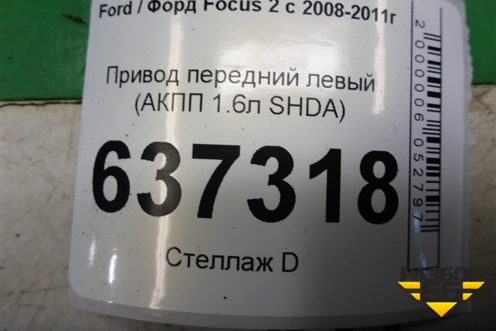 Ford / Форд Focus 2 с 2008-2011г
Привод передний левый
(АКПП 1.6л SHDA)
637318
Стеллаж D
2000006052797